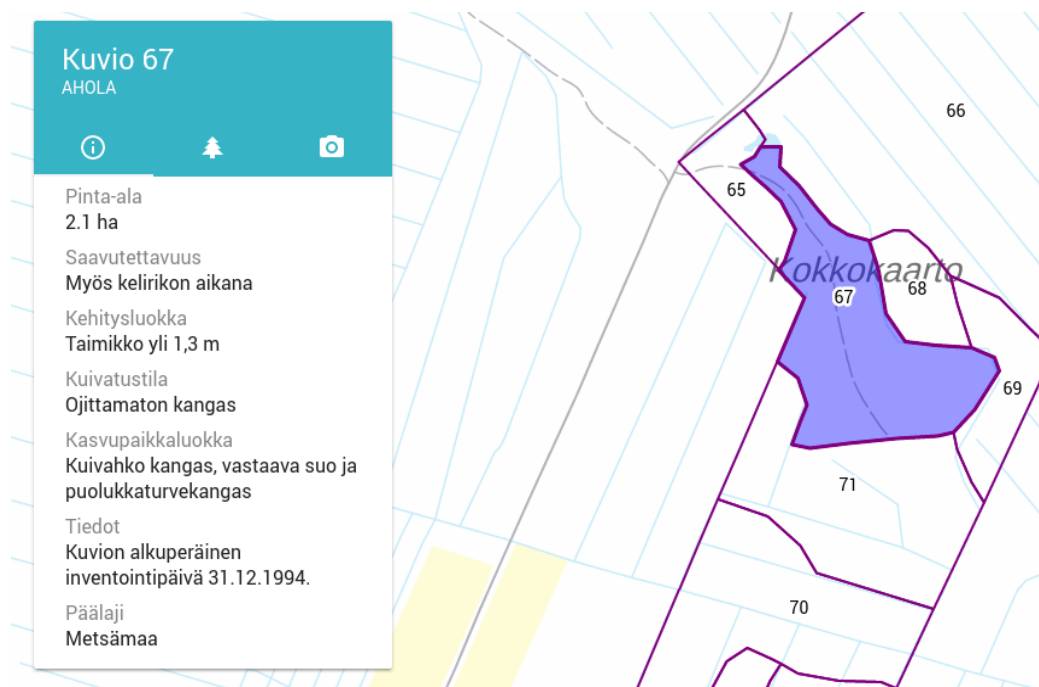 Kuvio 67
AHOLA
Pinta-ala
2.1 ha
Saavutettavuus
Myös kelirikon aikana
Kehitysluokka
Taimikko yli 1,3 m
Kuivatustila
Ojittamaton kangas
Kasvupaikkaluokka
Kuivahko kangas, vastaava suo ja
puolukkaturvekangas
Tiedot
Kuvion alkuperäinen
inventointipäivä 31.12.1994.
Päälaji
Metsämaa
66
65
Kokkokaarto
68
67
69
71
70